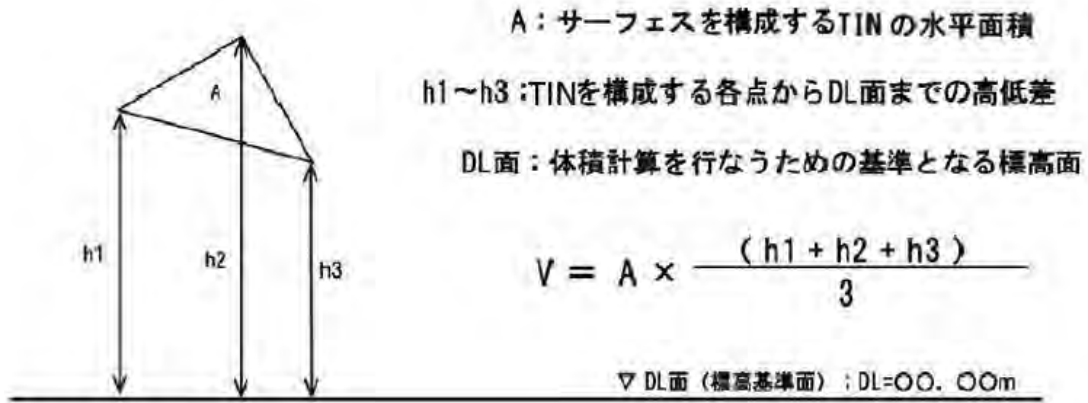 A：サーフェスを構成するTINの水平面積
A
h1～h3：TINを構成する各点からDL面までの高低差
DL面：体積計算を行なうための基準となる標高面
h1
h2
h3
V = A × (h1 + h2 + h3)
3
▽ DL面（標高基準面）：DL=〇〇．〇〇m